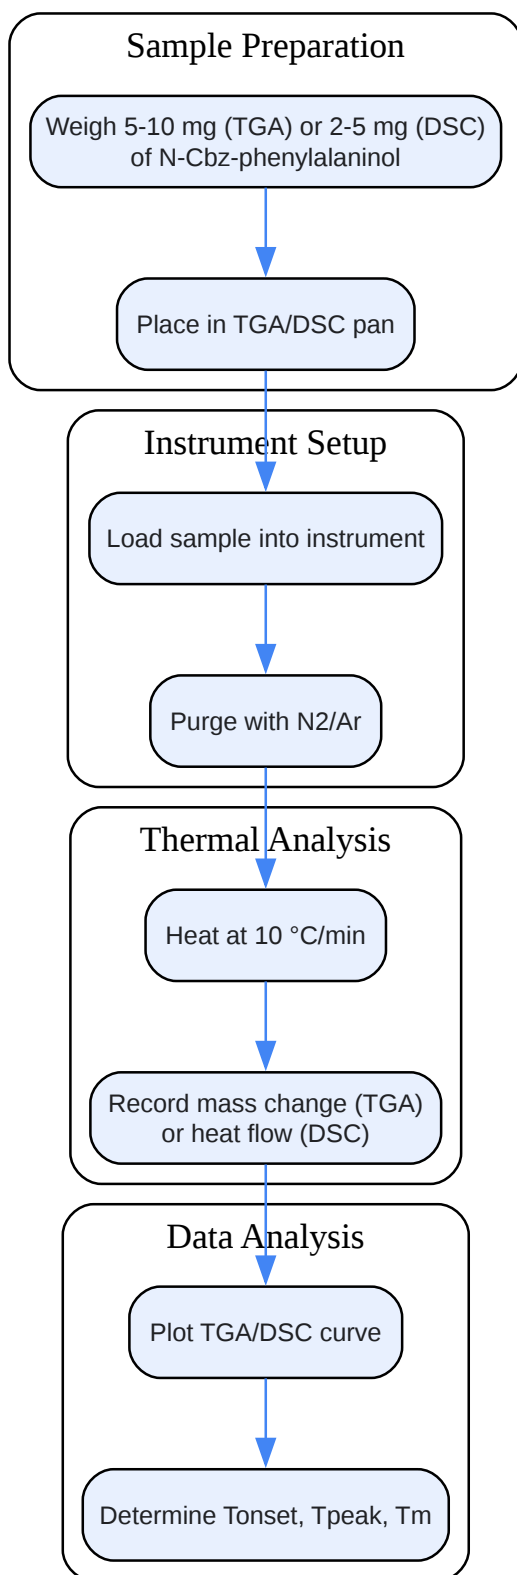 Sample Preparation
Weigh 5-10 mg (TGA) or 2-5 mg (DSC)
of N-Cbz-phenylalaninol
Place in TGA/DSC pan
Instrument Setup
Load sample into instrument
Purge with N2/Ar
Thermal Analysis
Heat at 10 °C/min
Record mass change (TGA)
or heat flow (DSC)
Data Analysis
Plot TGA/DSC curve
Determine Tonset, Tpeak, Tm